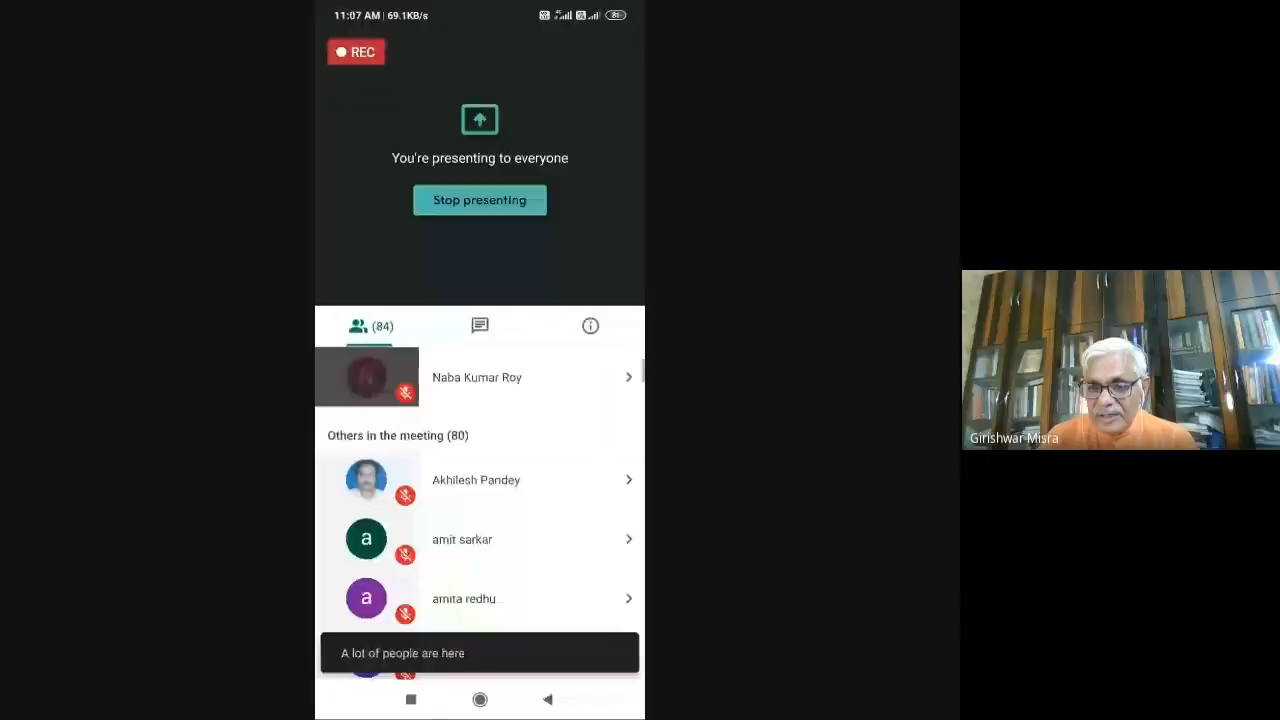 11:07 AM | 69.1KB/s
REC
You're presenting to everyone
Stop presenting
(84)
N
Naba Kumar Roy
Others in the meeting (80)
Akhilesh Pandey
a
amit sarkar
a
amita redhu
A lot of people are here
Girishwar Misra